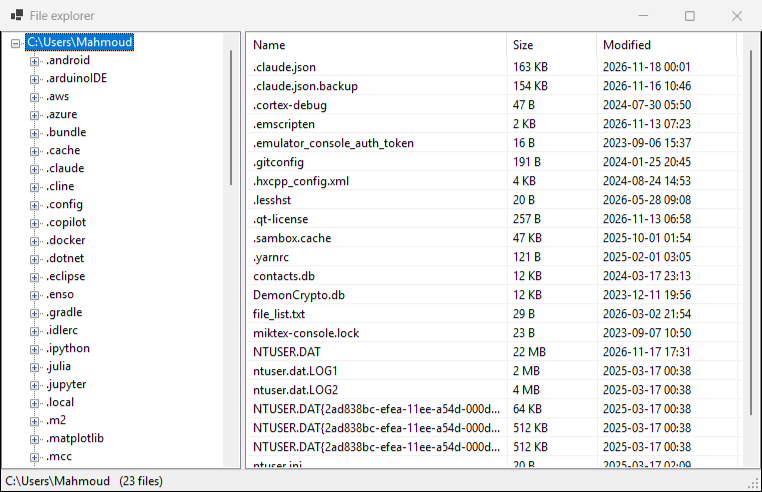 File explorer
C:\Users\Mahmoud
.android
.arduinoIDE
.aws
.azure
.bundle
.cache
.claude
.cline
.config
.copilot
.docker
.dotnet
.eclipse
.enso
.gradle
.idlerc
.ipython
.julia
.jupyter
.local
.m2
.matplotlib
.mcc
Name Size Modified
.claude.json 163 KB 2026-11-18 00:01
.claude.json.backup 154 KB 2026-11-16 10:46
.cortex-debug 47 B 2024-07-30 05:50
.emscripten 2 KB 2026-11-13 07:23
.emulator_console_auth_token 16 B 2023-09-06 15:37
.gitconfig 191 B 2024-01-25 20:45
.hxcpp_config.xml 4 KB 2024-08-24 14:53
.lesshst 20 B 2026-05-28 09:08
.qt-license 257 B 2026-11-13 06:58
.sambox.cache 47 KB 2025-10-01 01:54
.yarnrc 121 B 2025-02-01 03:05
contacts.db 12 KB 2024-03-17 23:13
DemonCrypto.db 12 KB 2023-12-11 19:56
file_list.txt 29 B 2026-03-02 21:54
miktex-console.lock 23 B 2023-09-07 10:50
NTUSER.DAT 22 MB 2026-11-17 17:31
ntuser.dat.LOG1 2 MB 2025-03-17 00:38
ntuser.dat.LOG2 4 MB 2025-03-17 00:38
NTUSER.DAT{2ad838bc-efea-11ee-a54d-000d... 64 KB 2025-03-17 00:38
NTUSER.DAT{2ad838bc-efea-11ee-a54d-000d... 512 KB 2025-03-17 00:38
NTUSER.DAT{2ad838bc-efea-11ee-a54d-000d... 512 KB 2025-03-17 00:38
ntuser.ini 20 B 2025-03-17 02:09
C:\Users\Mahmoud (23 files)